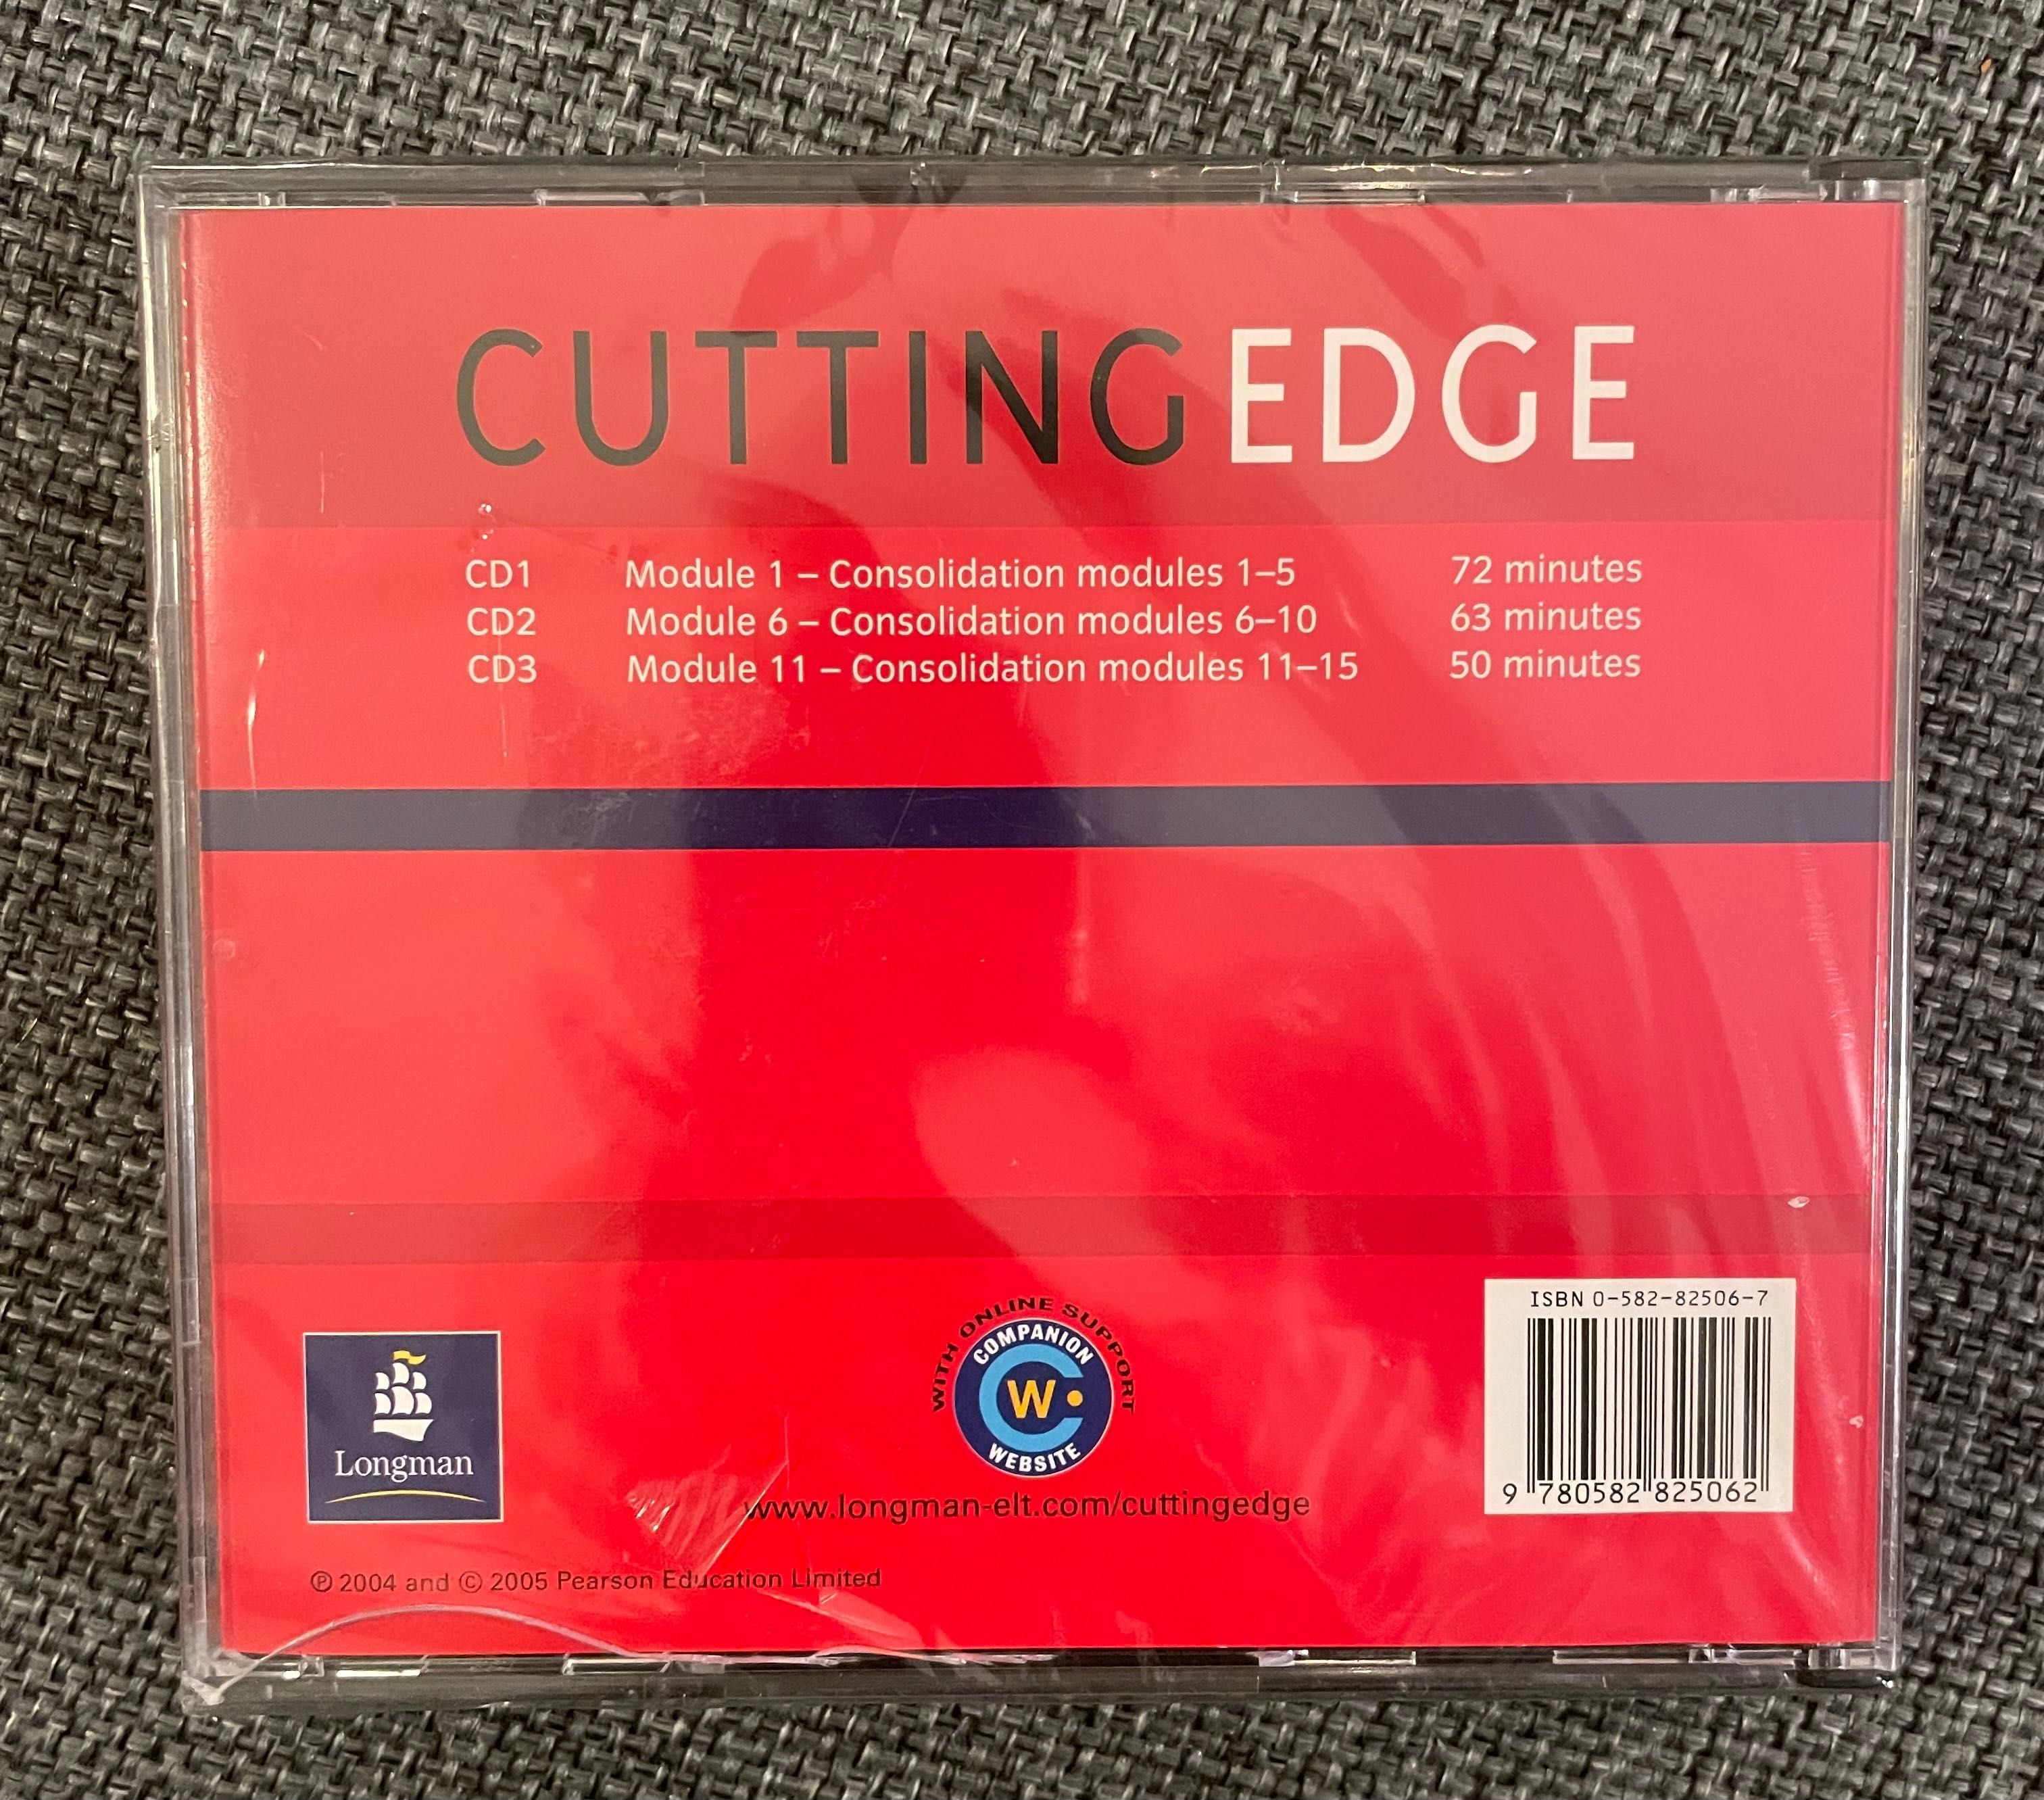 CUTTINGEDGE
CD1 Module 1 – Consolidation modules 1–5 72 minutes
CD2 Module 6 – Consolidation modules 6–10 63 minutes
CD3 Module 11 – Consolidation modules 11–15 50 minutes
WITH ONLINE SUPPORT
COMPANION
W
WEBSITE
www.longman-elt.com/cuttingedge
Longman
ISBN 0-582-82506-7
9 780582 825062
℗ 2004 and © 2005 Pearson Education Limited